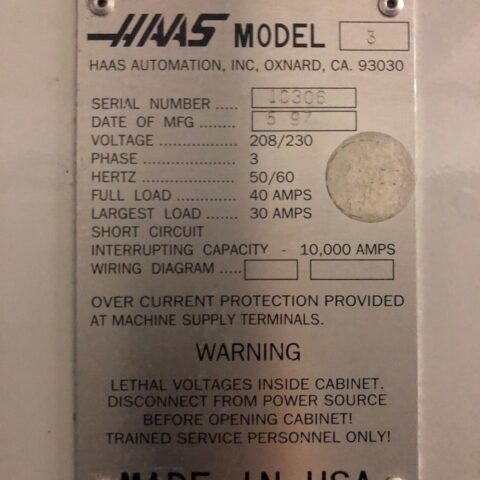 HAAS MODEL 3
HAAS AUTOMATION, INC, OXNARD, CA. 93030
SERIAL NUMBER ... 10306
DATE OF MFG ........ 5 97
VOLTAGE ................ 208/230
PHASE .................... 3
HERTZ .................... 50/60
FULL LOAD ............ 40 AMPS
LARGEST LOAD ....... 30 AMPS
SHORT CIRCUIT
INTERRUPTING CAPACITY - 10,000 AMPS
WIRING DIAGRAM .....
OVER CURRENT PROTECTION PROVIDED
AT MACHINE SUPPLY TERMINALS.
WARNING
LETHAL VOLTAGES INSIDE CABINET.
DISCONNECT FROM POWER SOURCE
BEFORE OPENING CABINET!
TRAINED SERVICE PERSONNEL ONLY!
MADE IN USA